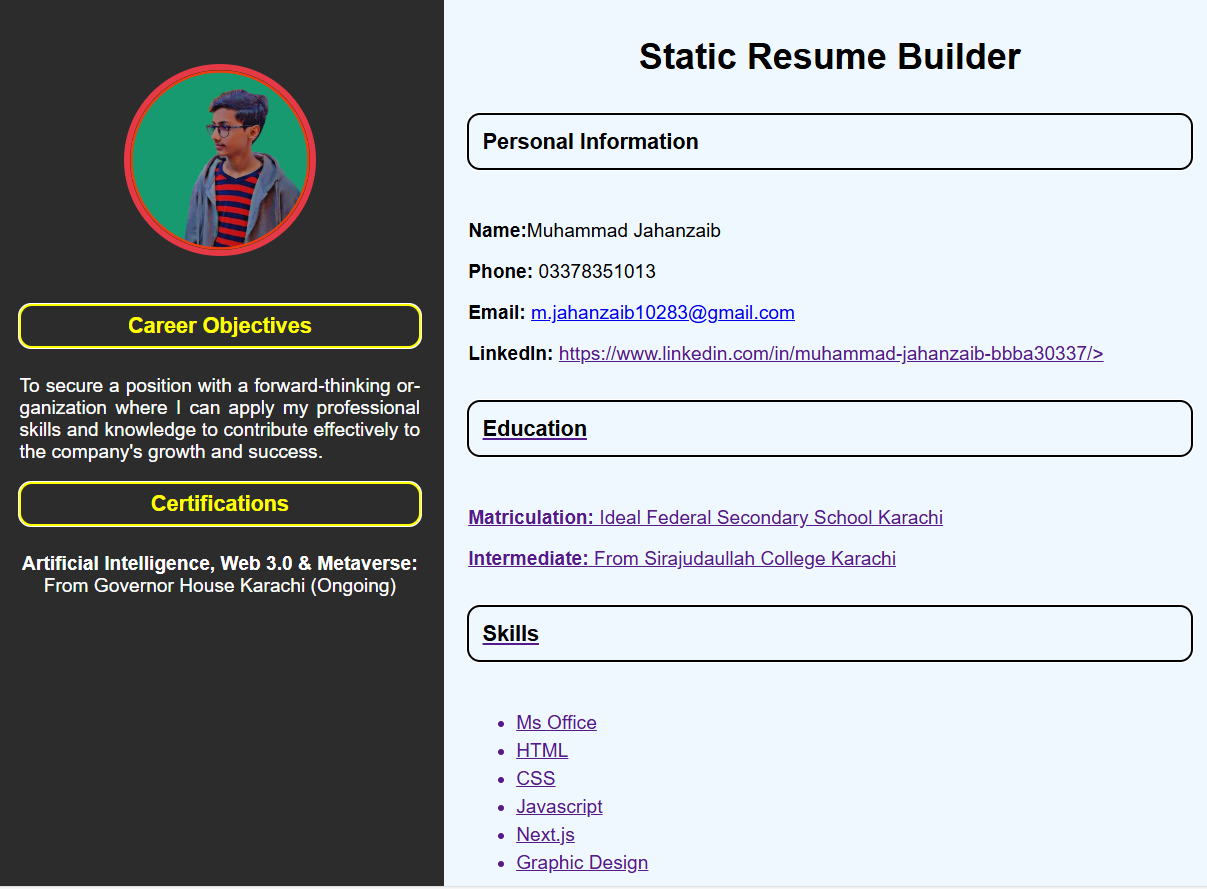 Career Objectives
To secure a position with a forward-thinking or-
ganization where I can apply my professional
skills and knowledge to contribute effectively to
the company's growth and success.
Certifications
Artificial Intelligence, Web 3.0 & Metaverse:
From Governor House Karachi (Ongoing)
Static Resume Builder
Personal Information
Name:Muhammad Jahanzaib
Phone: 03378351013
Email: m.jahanzaib10283@gmail.com
LinkedIn: https://www.linkedin.com/in/muhammad-jahanzaib-bbba30337/>
Education
Matriculation: Ideal Federal Secondary School Karachi
Intermediate: From Sirajudaullah College Karachi
Skills
• Ms Office
• HTML
• CSS
• Javascript
• Next.js
• Graphic Design